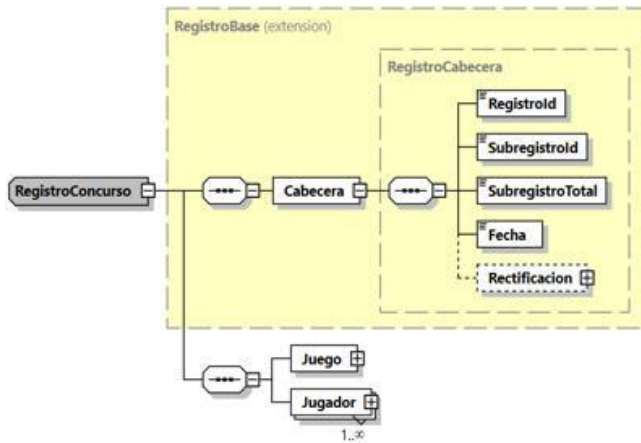 RegistroBase (extension)
RegistroCabecera
RegistroId
SubregistroId
RegistroConcurso
Cabecera
SubregistroTotal
Fecha
Rectificacion
Juego
Jugador
1..∞